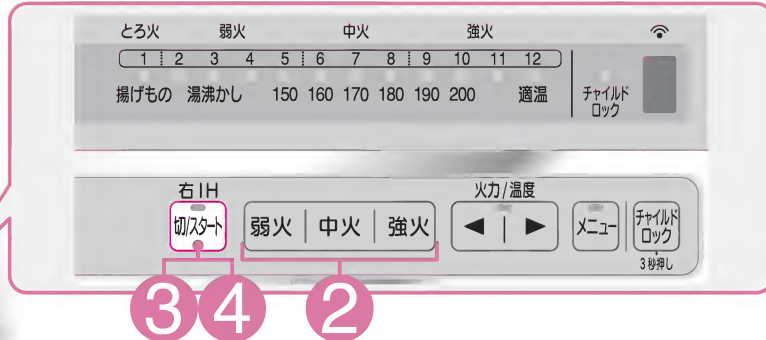 とろ火 弱火 中火 強火
1 2 3 4 5 6 7 8 9 10 11 12
揚げもの 湯沸かし 150 160 170 180 190 200 適温 チャイルド
ロック
右IH 火力/温度
切/スタート 弱火 中火 強火 ◀ ▶ メニュー チャイルド
ロック
3秒押し
3 4 2